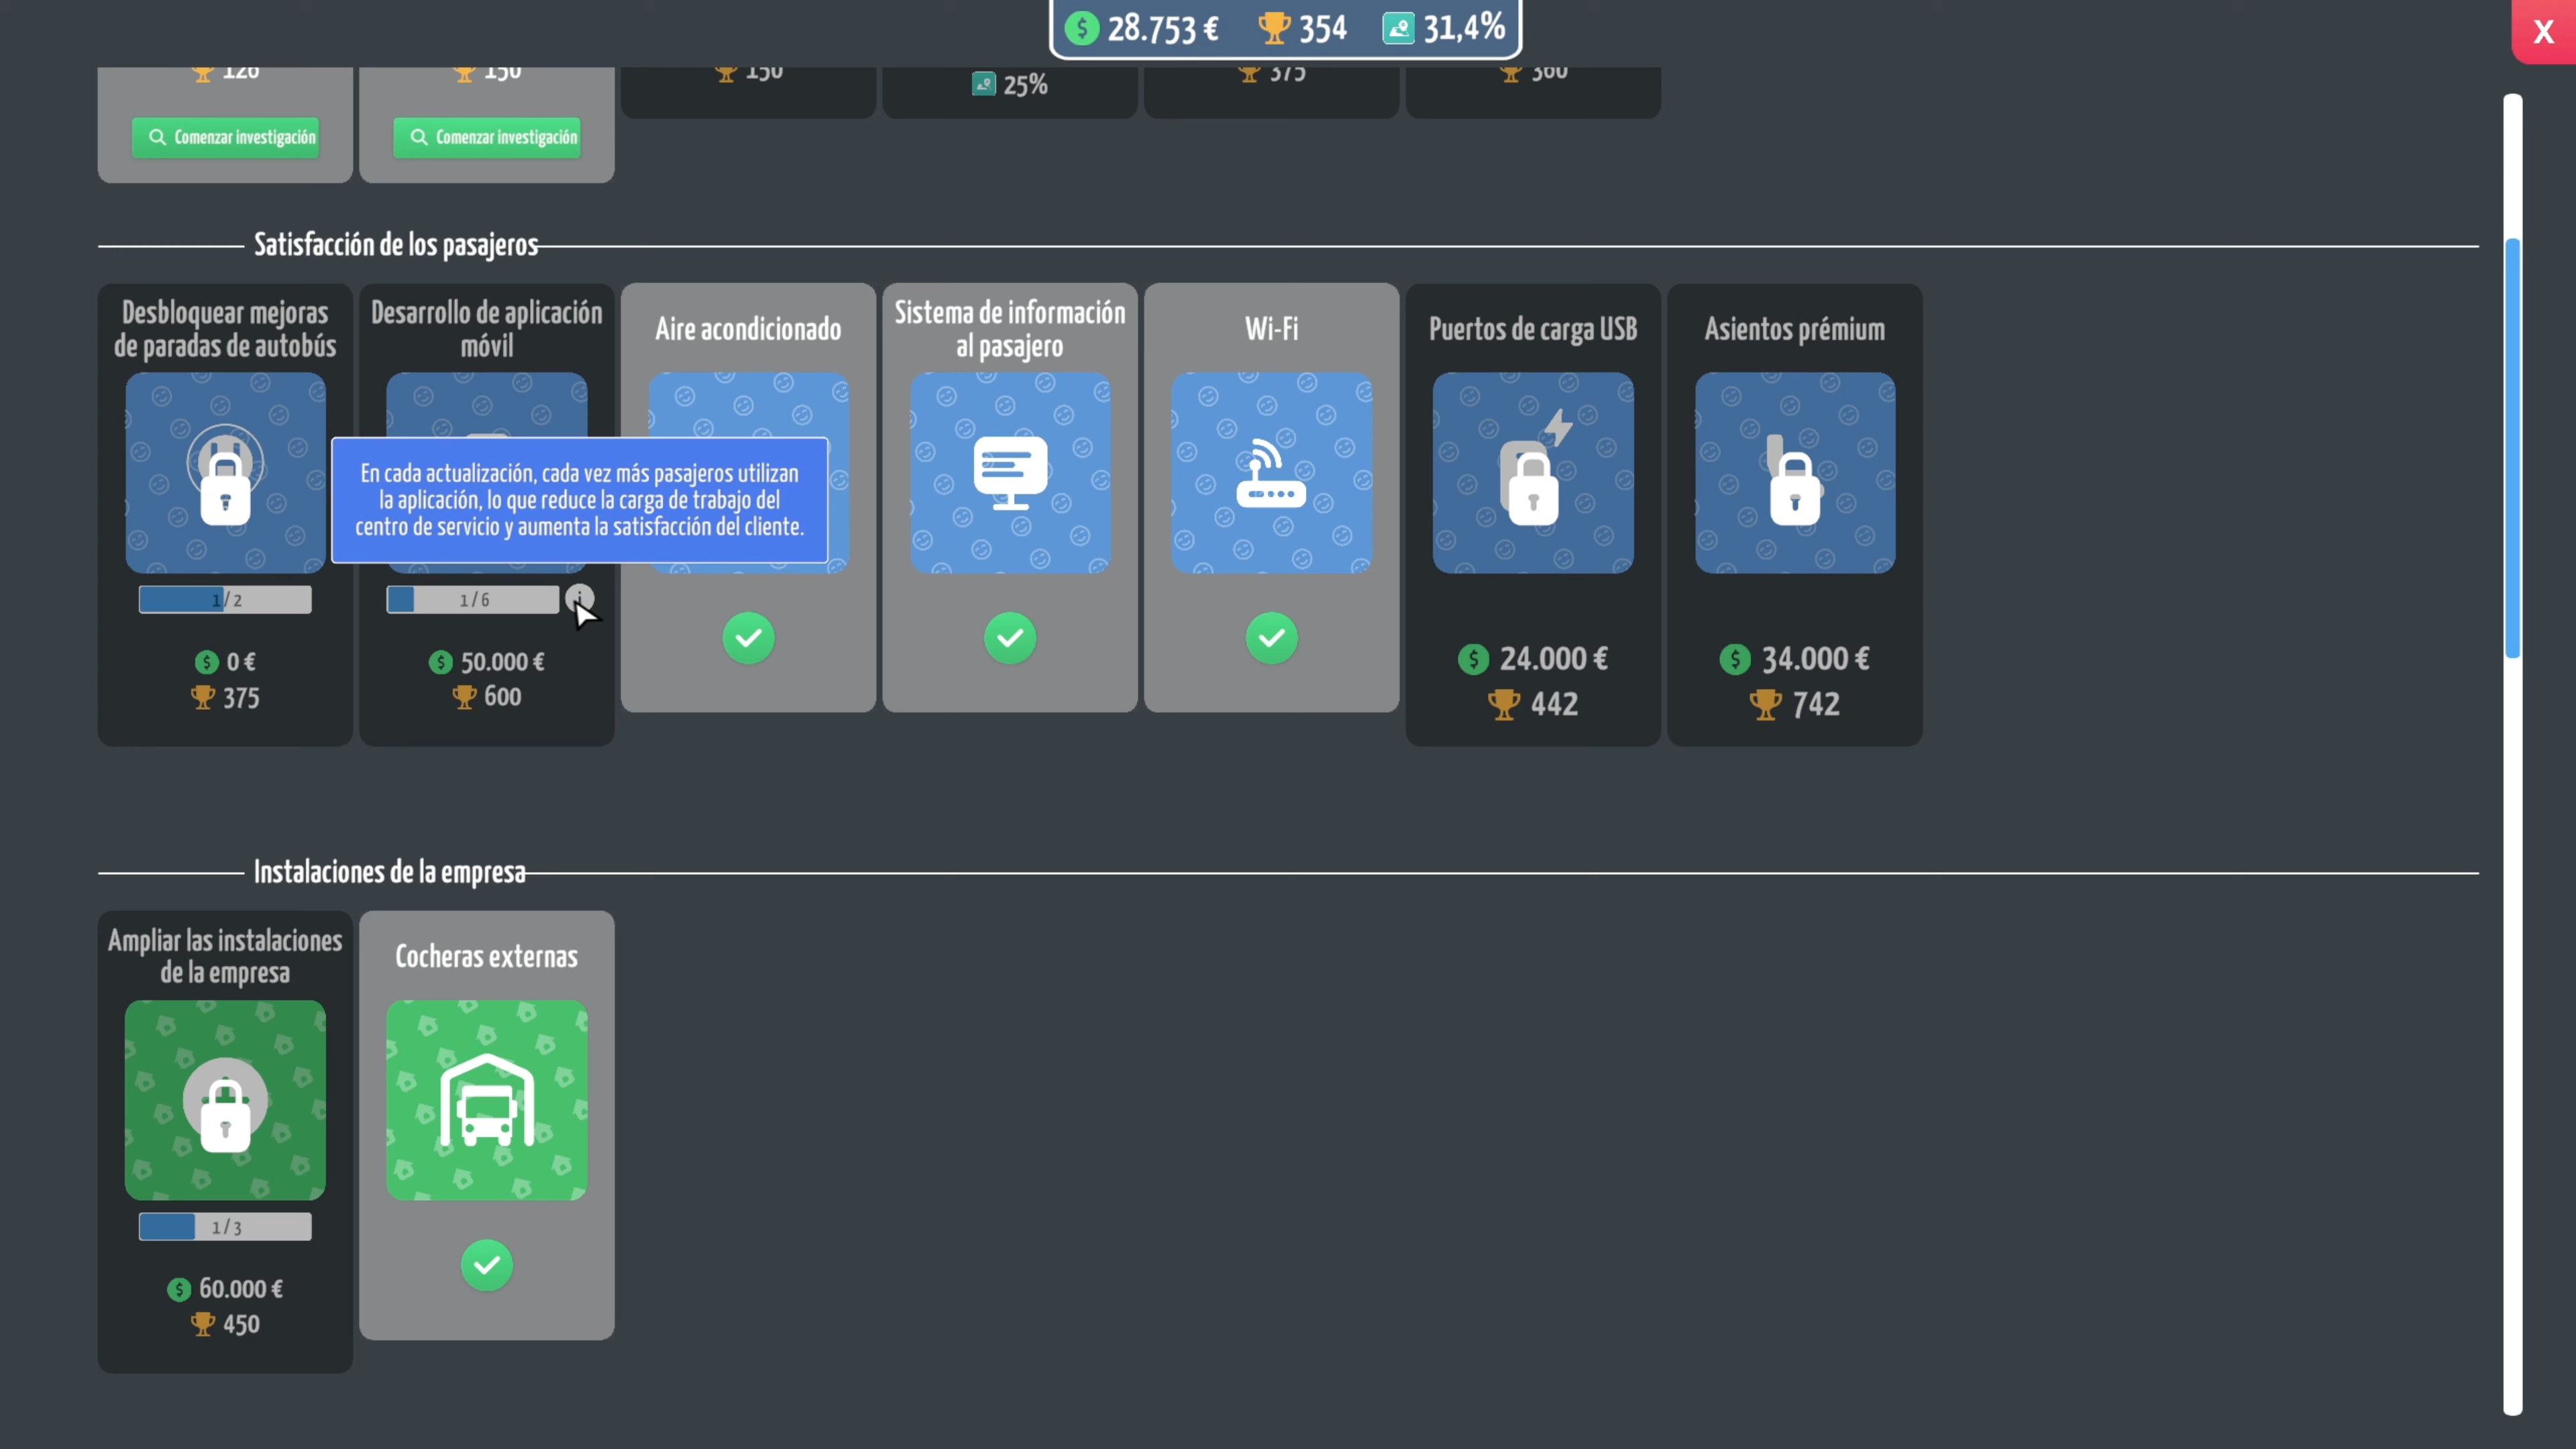 28.753 € 354 31,4%
X
126 150 150 375 360
25%
Comenzar investigación Comenzar investigación
Satisfacción de los pasajeros
Desbloquear mejoras
de paradas de autobús
1/2
0 €
375
Desarrollo de aplicación
móvil
En cada actualización, cada vez más pasajeros utilizan
la aplicación, lo que reduce la carga de trabajo del
centro de servicio y aumenta la satisfacción del cliente.
1/6
i
50.000 €
600
Aire acondicionado
Sistema de información
al pasajero
Wi-Fi
Puertos de carga USB
24.000 €
442
Asientos prémium
34.000 €
742
Instalaciones de la empresa
Ampliar las instalaciones
de la empresa
1/3
60.000 €
450
Cocheras externas